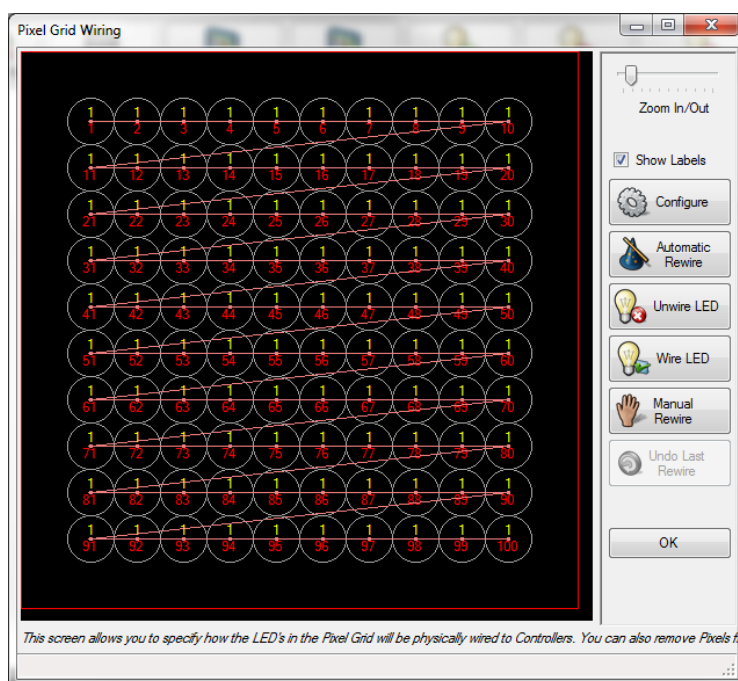 Pixel Grid Wiring
1 1 1 1 1 1 1 1 1 1
1 2 3 4 5 6 7 8 9 10
1 1 1 1 1 1 1 1 1 1
11 12 13 14 15 16 17 18 19 20
1 1 1 1 1 1 1 1 1 1
21 22 23 24 25 26 27 28 29 30
1 1 1 1 1 1 1 1 1 1
31 32 33 34 35 36 37 38 39 40
1 1 1 1 1 1 1 1 1 1
41 42 43 44 45 46 47 48 49 50
1 1 1 1 1 1 1 1 1 1
51 52 53 54 55 56 57 58 59 60
1 1 1 1 1 1 1 1 1 1
61 62 63 64 65 66 67 68 69 70
1 1 1 1 1 1 1 1 1 1
71 72 73 74 75 76 77 78 79 80
1 1 1 1 1 1 1 1 1 1
81 82 83 84 85 86 87 88 89 90
1 1 1 1 1 1 1 1 1 1
91 92 93 94 95 96 97 98 99 100
Zoom In/Out
Show Labels
Configure
Automatic
Rewire
Unwire LED
Wire LED
Manual
Rewire
Undo Last
Rewire
OK
This screen allows you to specify how the LED's in the Pixel Grid will be physically wired to Controllers. You can also remove Pixels f